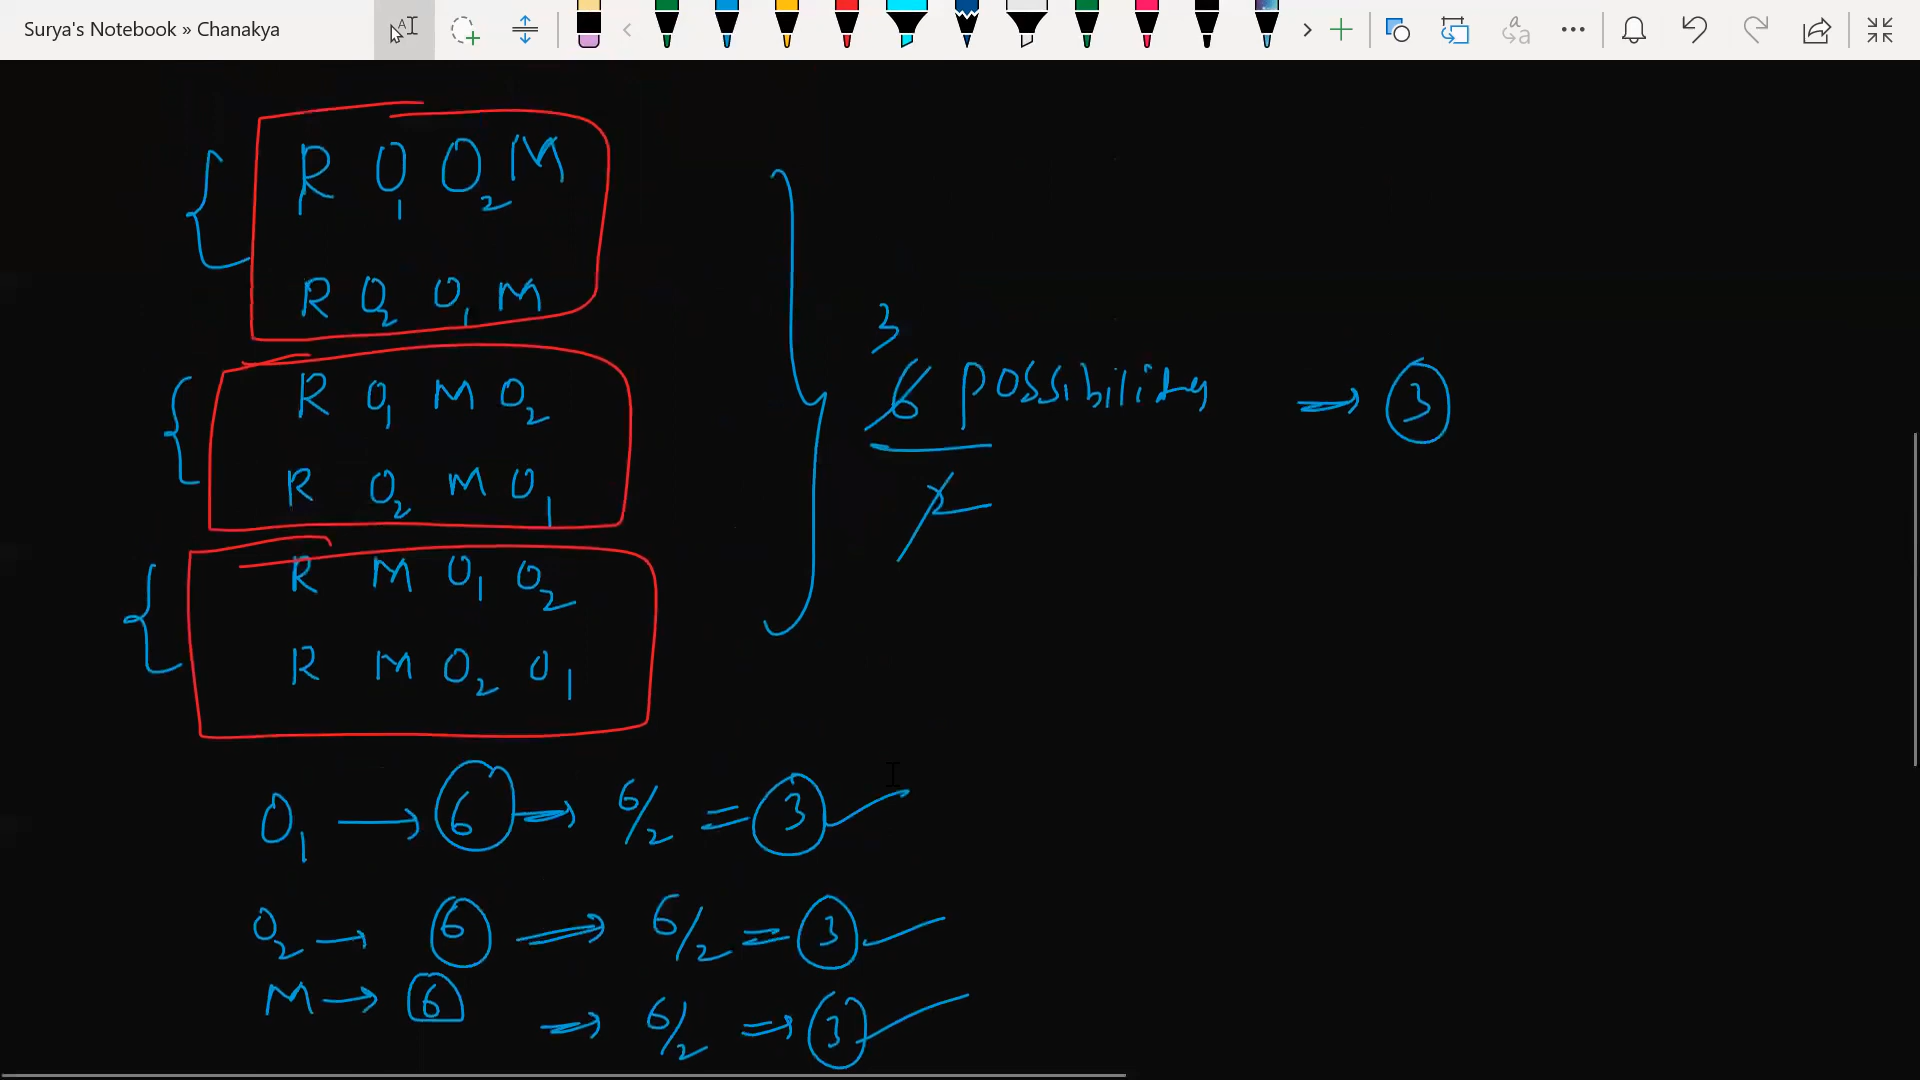 Surya's Notebook » Chanakya
R O₁ O₂ M
R O₂ O₁ M
R O₁ M O₂
R O₂ M O₁
R M O₁ O₂
R M O₂ O₁
3
6 possibilities → 3
2
O₁ → 6 → 6/2 = 3
O₂ → 6 ⇒ 6/2 = 3
M → 6 → 6/2 ⇒ 3